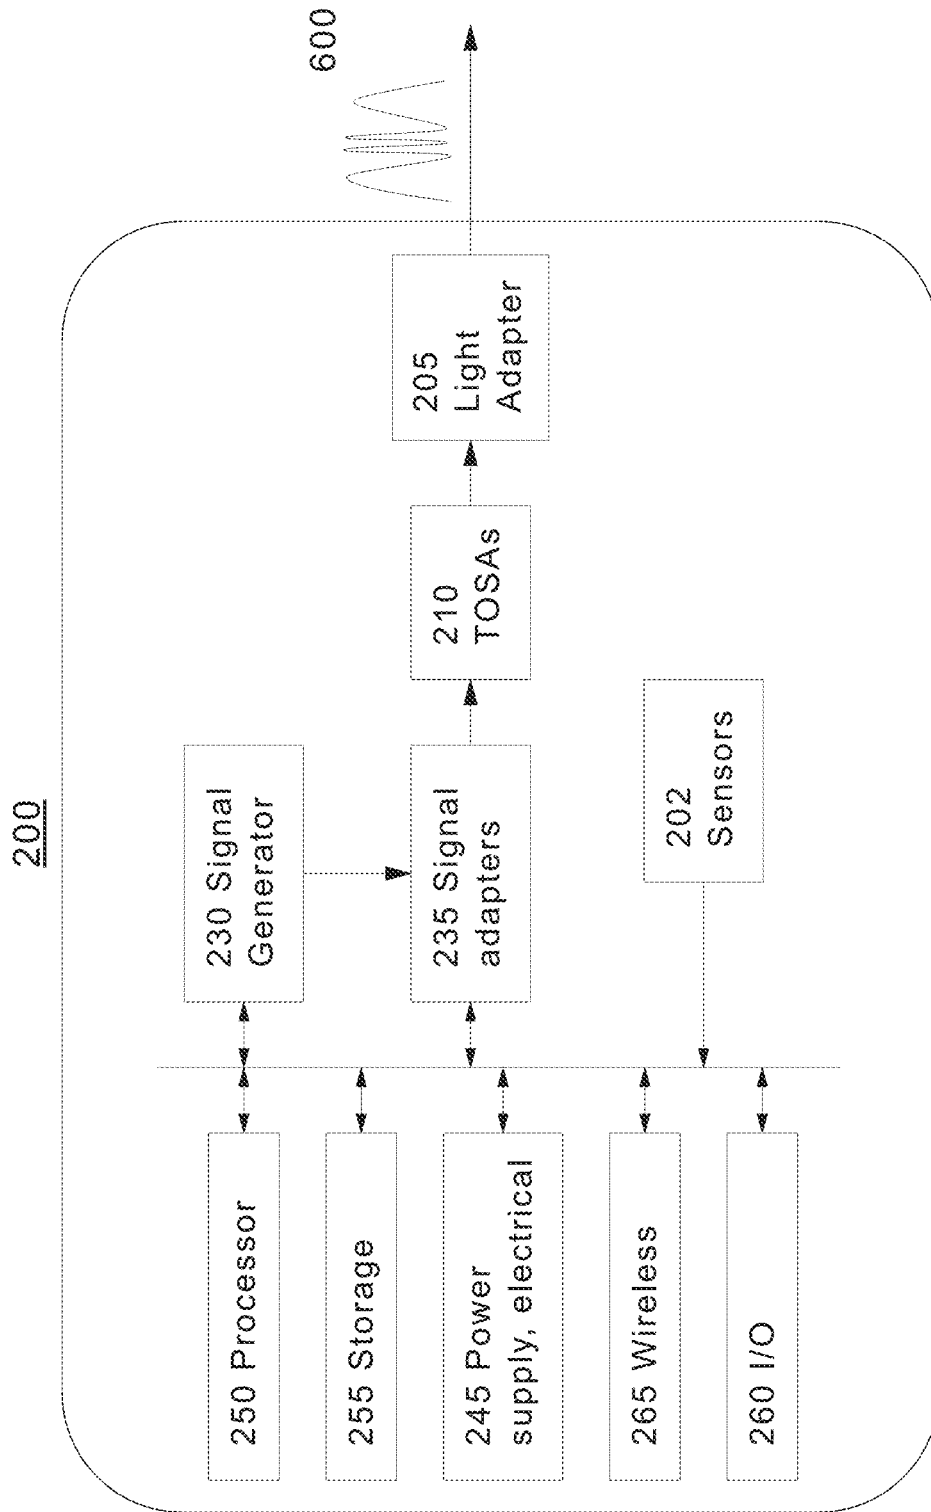 200
600
230 Signal
Generator
235 Signal
adapters
210
TOSAs
205
Light
Adapter
202
Sensors
250 Processor
255 Storage
245 Power
supply, electrical
265 Wireless
260 I/O